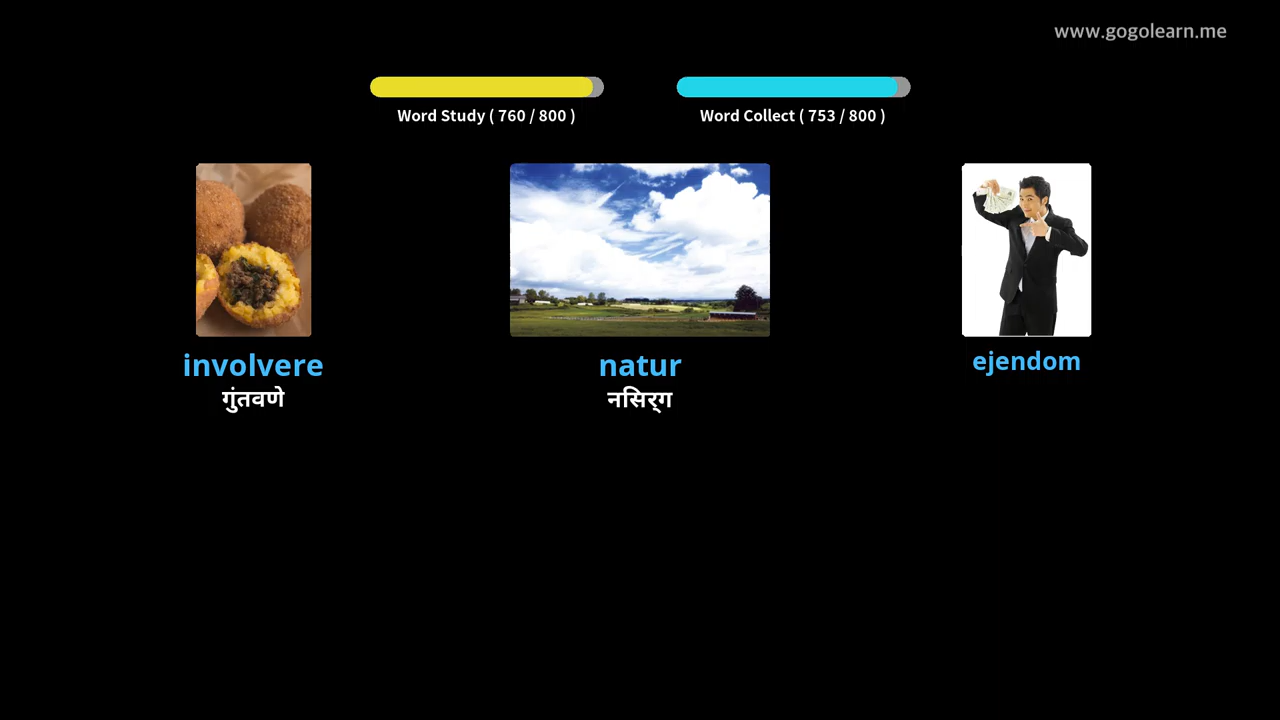 www.gogolearn.me
Word Study ( 760 / 800 )
Word Collect ( 753 / 800 )
involvere
natur
ejendom
गुंतवणे
नसिर्ग